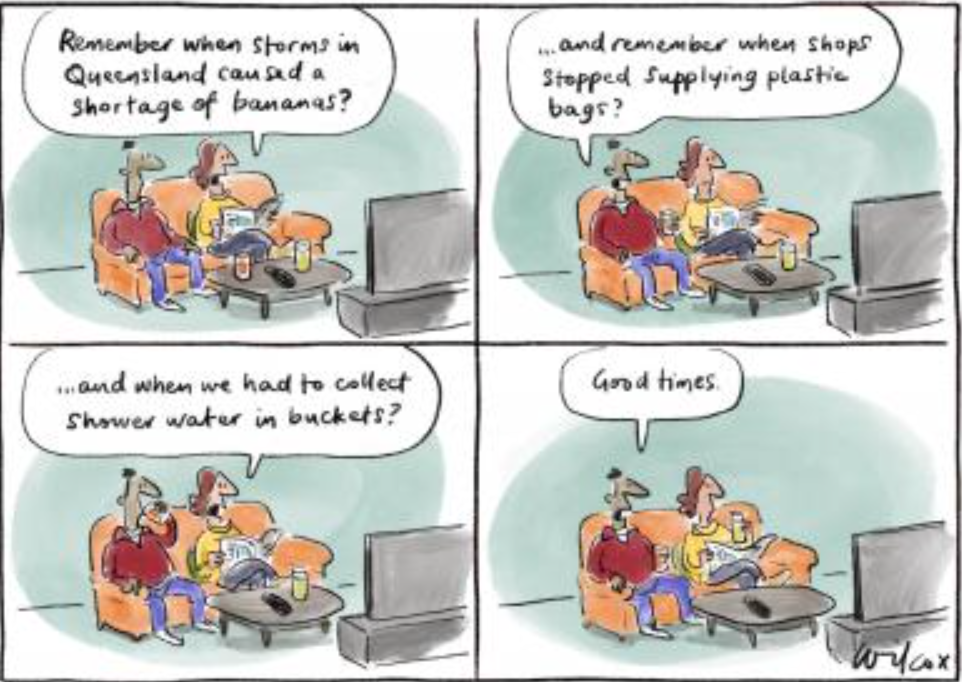 Remember when storms in
Queensland caused a
shortage of bananas?
...and remember when shops
stopped supplying plastic
bags?
...and when we had to collect
shower water in buckets?
Good times.
Wilcox